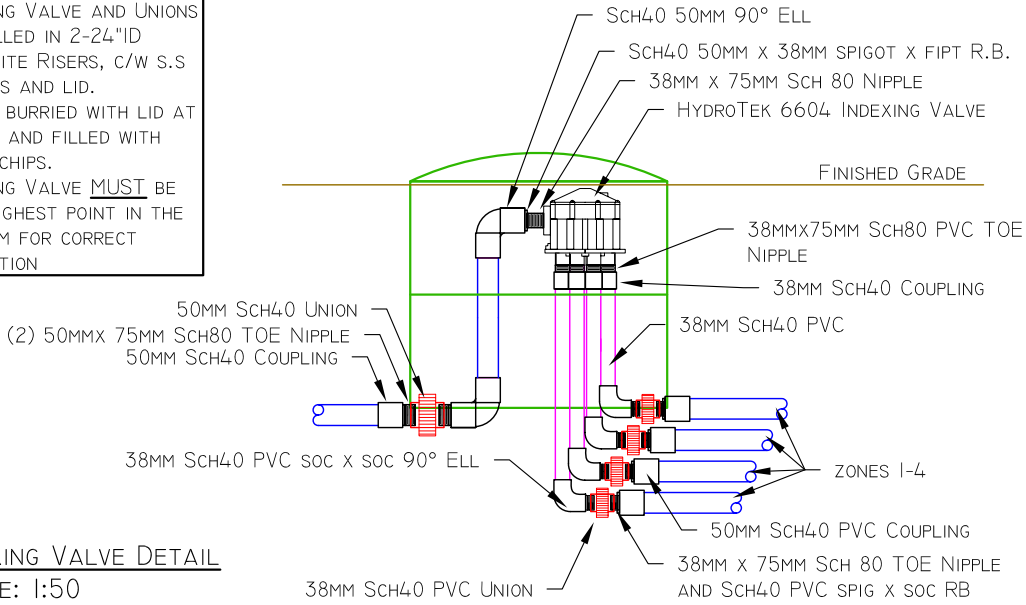 NG VALVE AND UNIONS
LLED IN 2-24"ID
ITE RISERS, C/W S.S
S AND LID.
BURRIED WITH LID AT
AND FILLED WITH
CHIPS.
NG VALVE MUST BE
GHEST POINT IN THE
M FOR CORRECT
TION
SCH40 50MM 90° ELL
SCH40 50MM X 38MM SPIGOT X FIPT R.B.
38MM X 75MM SCH 80 NIPPLE
HYDROTEK 6604 INDEXING VALVE
FINISHED GRADE
38MMX75MM SCH80 PVC TOE
NIPPLE
38MM SCH40 COUPLING
38MM SCH40 PVC
50MM SCH40 UNION
(2) 50MMX 75MM SCH80 TOE NIPPLE
50MM SCH40 COUPLING
38MM SCH40 PVC SOC X SOC 90° ELL
ZONES 1-4
50MM SCH40 PVC COUPLING
38MM X 75MM SCH 80 TOE NIPPLE
AND SCH40 PVC SPIG X SOC RB
38MM SCH40 PVC UNION
LING VALVE DETAIL
E: 1:50